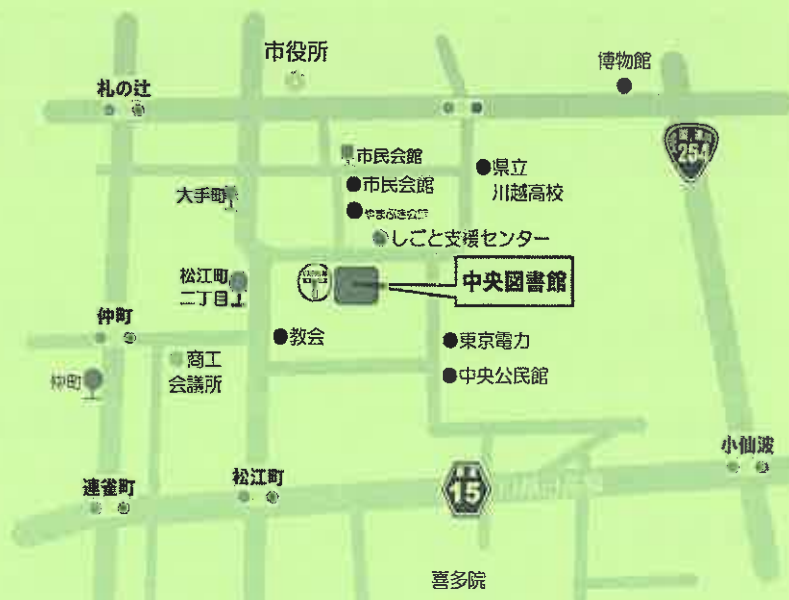 市役所
博物館
札の辻
254
市民会館
県立
川越高校
市民会館
大手町
やまぶき会館
しごと支援センター
中央図書館
松江町
二丁目
仲町
教会
東京電力
商工
会議所
仲町
中央公民館
小仙波
松江町
連雀町
15
喜多院